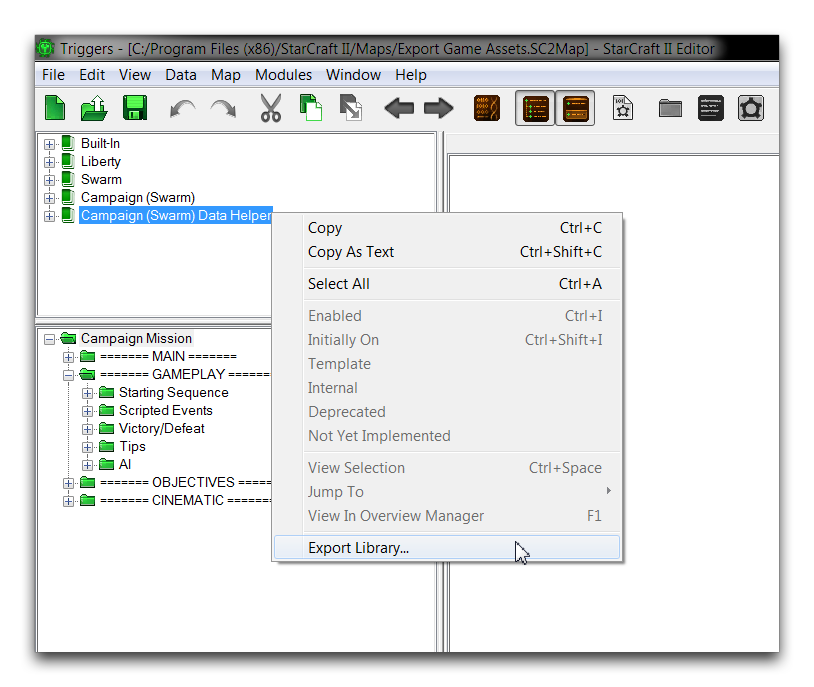 Triggers - [C:/Program Files (x86)/StarCraft II/Maps/Export Game Assets.SC2Map] - StarCraft II Editor
File Edit View Data Map Modules Window Help
Built-In
Liberty
Swarm
Campaign (Swarm)
Campaign (Swarm) Data Helper
Copy Ctrl+C
Copy As Text Ctrl+Shift+C
Select All Ctrl+A
Enabled Ctrl+I
Initially On Ctrl+Shift+I
Template
Internal
Deprecated
Not Yet Implemented
View Selection Ctrl+Space
Jump To
View In Overview Manager F1
Export Library...
Campaign Mission
======= MAIN =======
======= GAMEPLAY ======
Starting Sequence
Scripted Events
Victory/Defeat
Tips
AI
======= OBJECTIVES =====
======= CINEMATIC ======